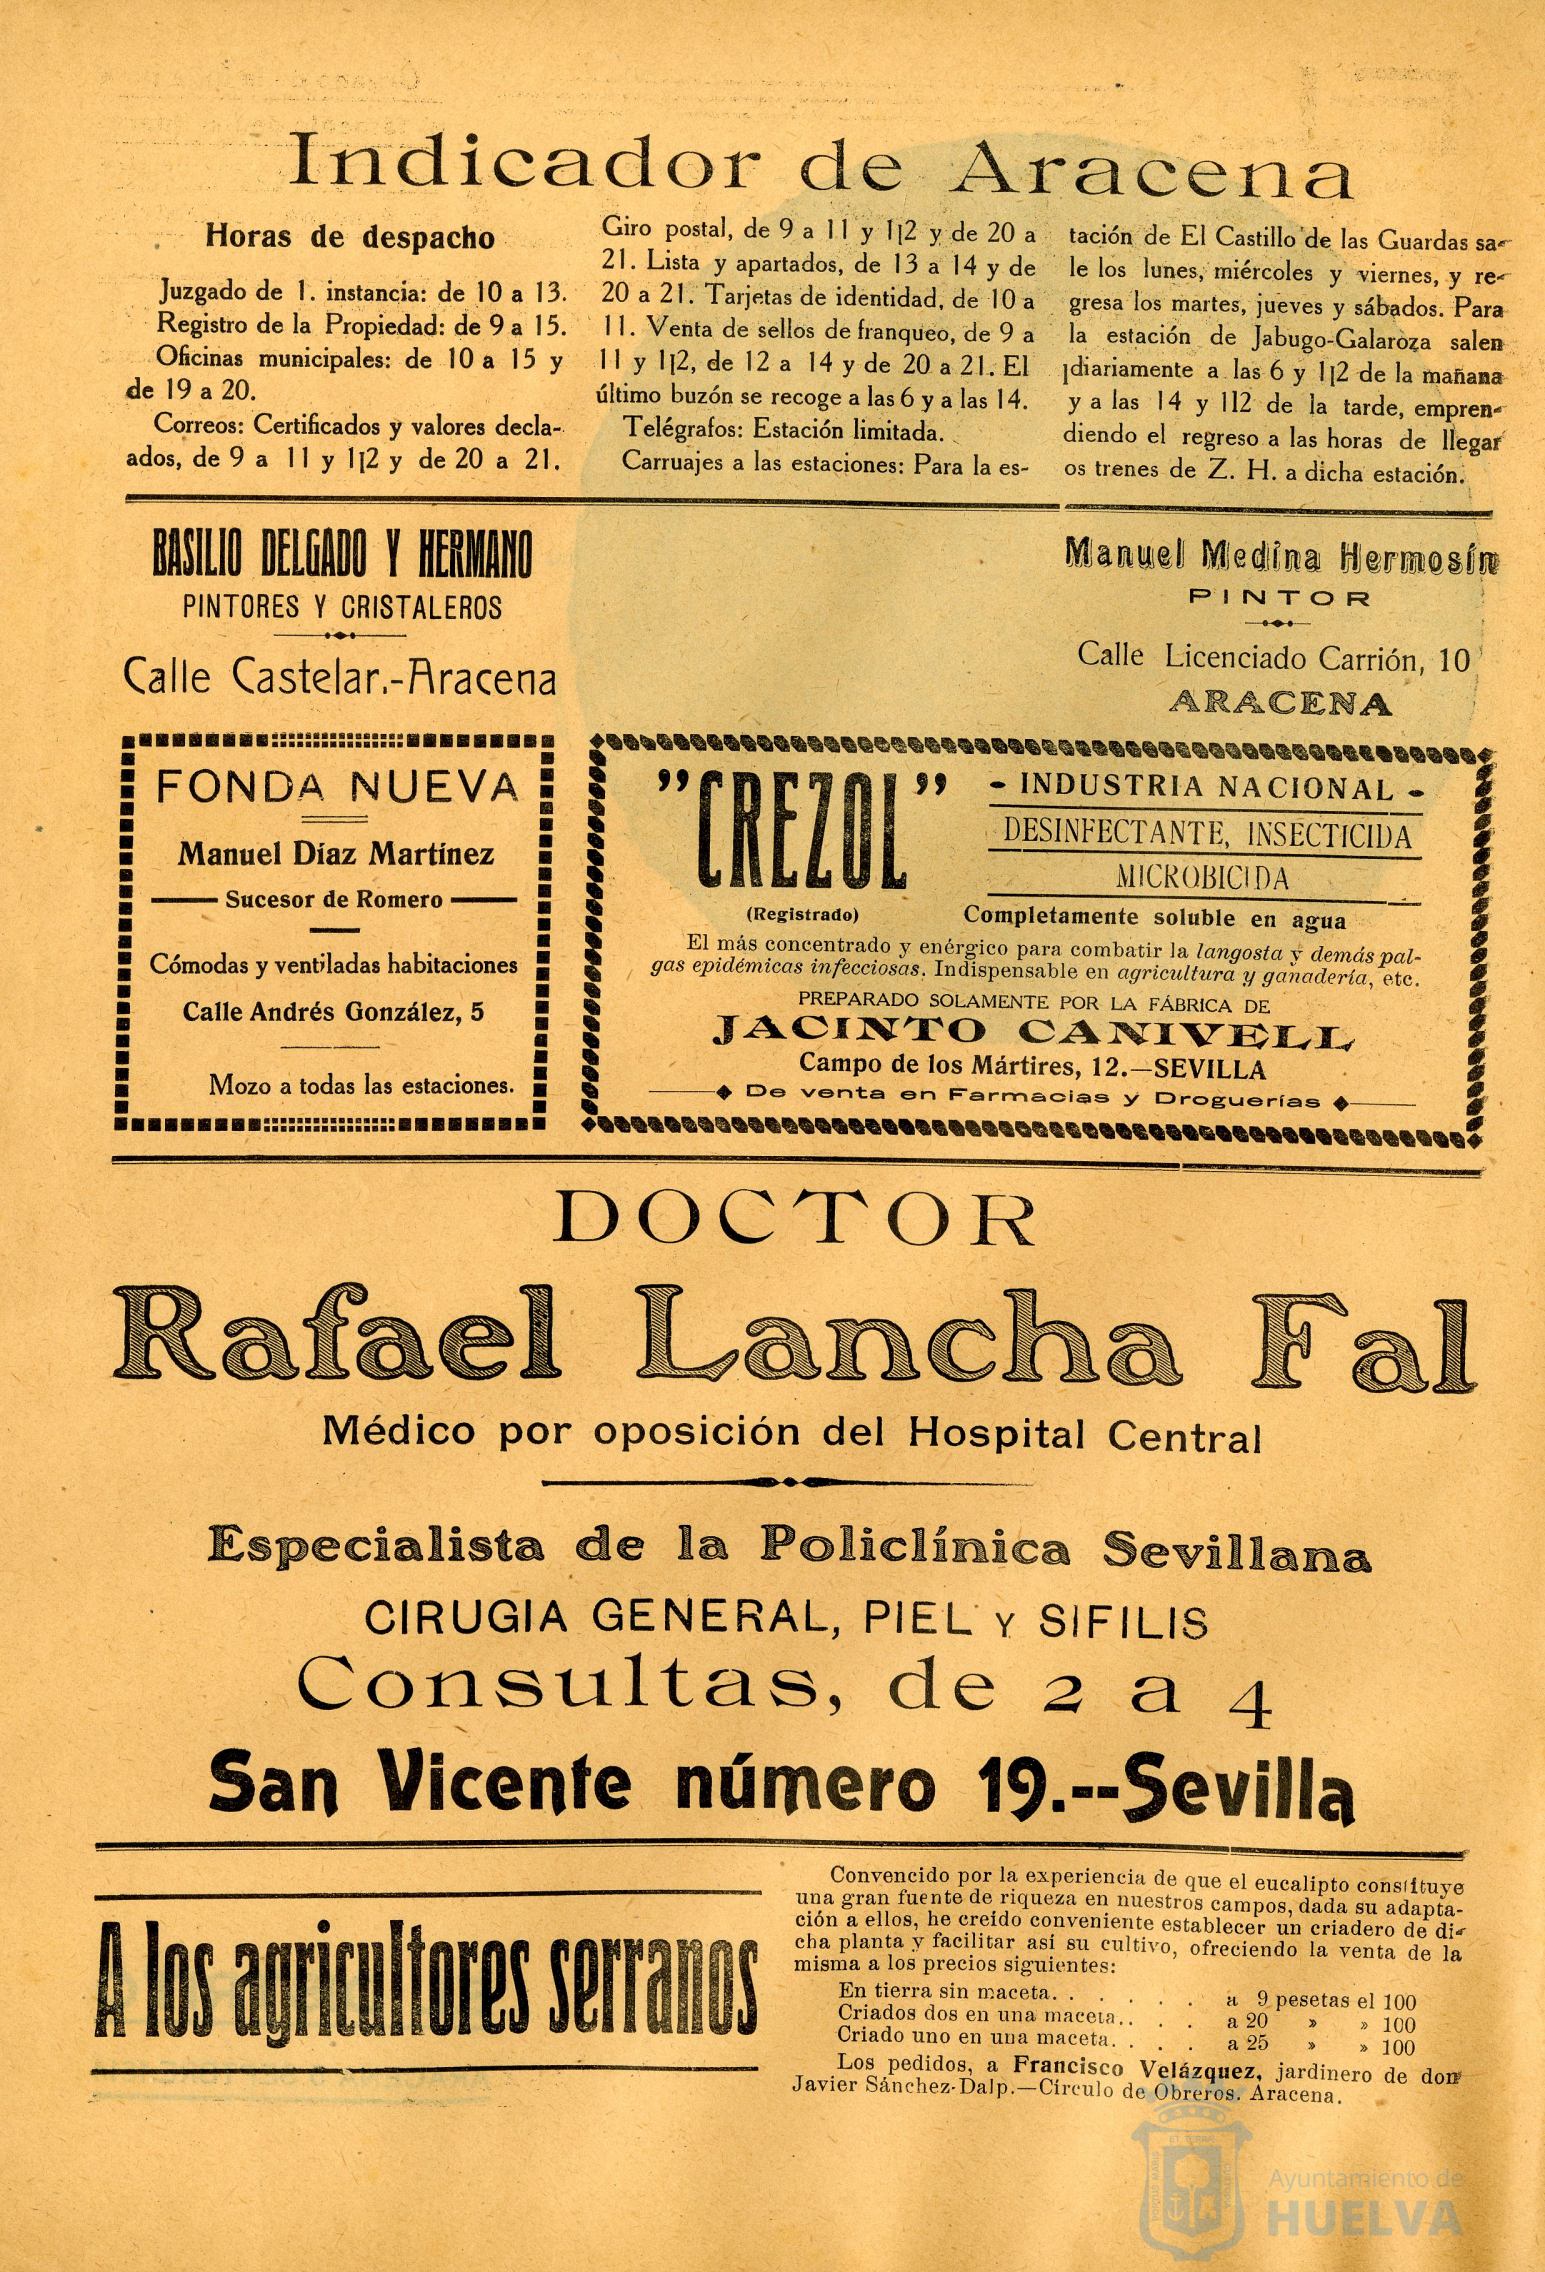 Indicador de Aracena
Horas de despacho
Juzgado de 1. instancia: de 10 a 13.
Registro de la Propiedad: de 9 a 15.
Oficinas municipales: de 10 a 15 y
de 19 a 20.
Correos: Certificados y valores decla-
ados, de 9 a 11 y 1|2 y de 20 a 21.
Giro postal, de 9 a 11 y 1|2 y de 20 a
21. Lista y apartados, de 13 a 14 y de
20 a 21. Tarjetas de identidad, de 10 a
11. Venta de sellos de franqueo, de 9 a
11 y 1|2, de 12 a 14 y de 20 a 21. El
último buzón se recoge a las 6 y a las 14.
Telégrafos: Estación limitada.
Carruajes a las estaciones: Para la es-
tación de El Castillo de las Guardas sa-
le los lunes, miércoles y viernes, y re-
gresa los martes, jueves y sábados. Para
la estación de Jabugo-Galaroza salen
¡diariamente a las 6 y 1|2 de la mañana
y a las 14 y 112 de la tarde, empren-
diendo el regreso a las horas de llegar
os trenes de Z. H. a dicha estación.
BASILIO DELGADO Y HERMANO
PINTORES Y CRISTALEROS
Calle Castelar.-Aracena
Manuel Medina Hermosín
PINTOR
Calle Licenciado Carrión, 10
ARACENA
FONDA NUEVA
Manuel Díaz Martínez
Sucesor de Romero
Cómodas y ventiladas habitaciones
Calle Andrés González, 5
Mozo a todas las estaciones.
"CREZOL"
(Registrado)
- INDUSTRIA NACIONAL -
DESINFECTANTE, INSECTICIDA
MICROBICIDA
Completamente soluble en agua
El más concentrado y enérgico para combatir la langosta y demás pal-
gas epidémicas infecciosas. Indispensable en agricultura y ganadería, etc.
PREPARADO SOLAMENTE POR LA FÁBRICA DE
JACINTO CANIVELL
Campo de los Mártires, 12.—SEVILLA
De venta en Farmacias y Droguerías
DOCTOR
Rafael Lancha Fal
Médico por oposición del Hospital Central
Especialista de la Policlínica Sevillana
CIRUGIA GENERAL, PIEL Y SIFILIS
Consultas, de 2 a 4
San Vicente número 19.--Sevilla
A los agricultores serranos
Convencido por la experiencia de que el eucalipto constituye
una gran fuente de riqueza en nuestros campos, dada su adapta-
ción a ellos, he creído conveniente establecer un criadero de di-
cha planta y facilitar así su cultivo, ofreciendo la venta de la
misma a los precios siguientes:
En tierra sin maceta. . . . . . a 9 pesetas el 100
Criados dos en una maceta.. . . a 20 » » 100
Criado uno en una maceta. . . . a 25 » » 100
Los pedidos, a Francisco Velázquez, jardinero de don
Javier Sánchez-Dalp.—Círculo de Obreros. Aracena.
Ayuntamiento de
HUELVA